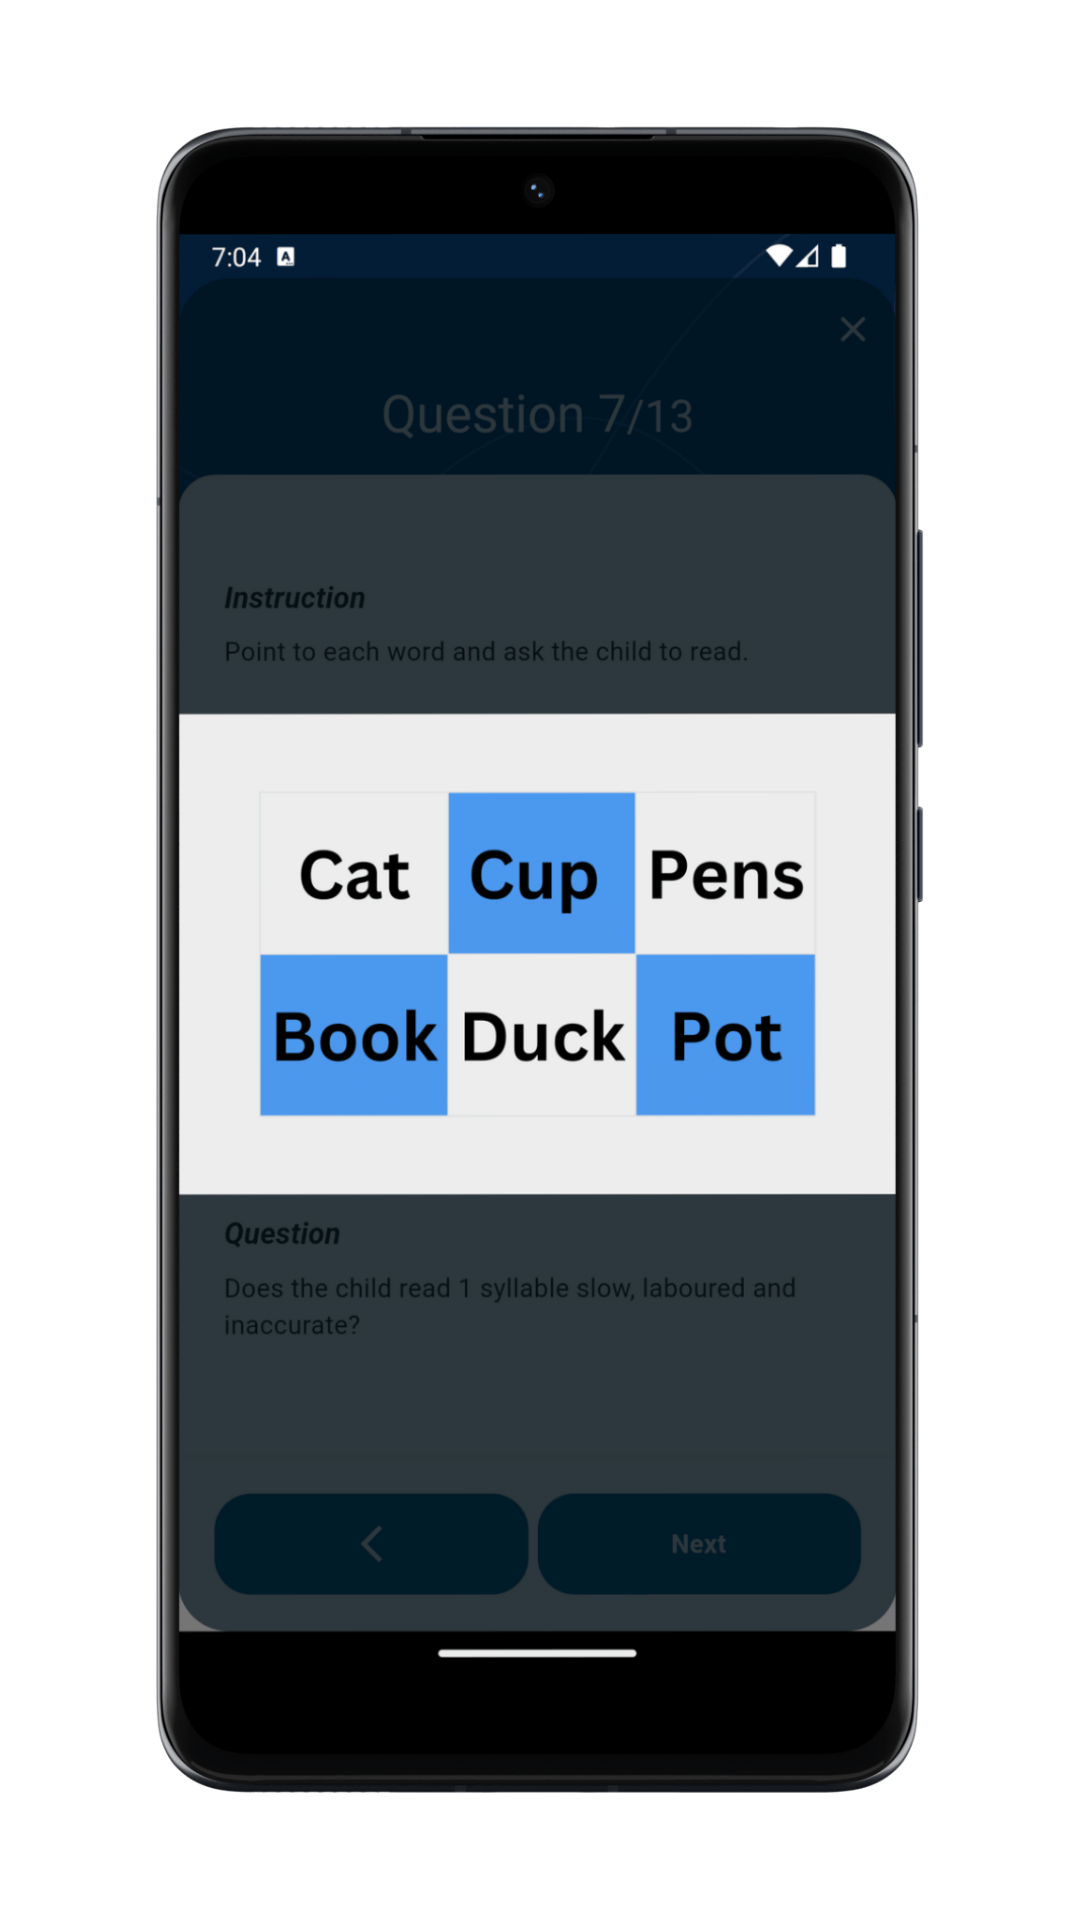 7:04 A
Question 7/13
Instruction
Point to each word and ask the child to read.
Cat Cup Pens
Book Duck Pot
Question
Does the child read 1 syllable slow, laboured and
inaccurate?
Next